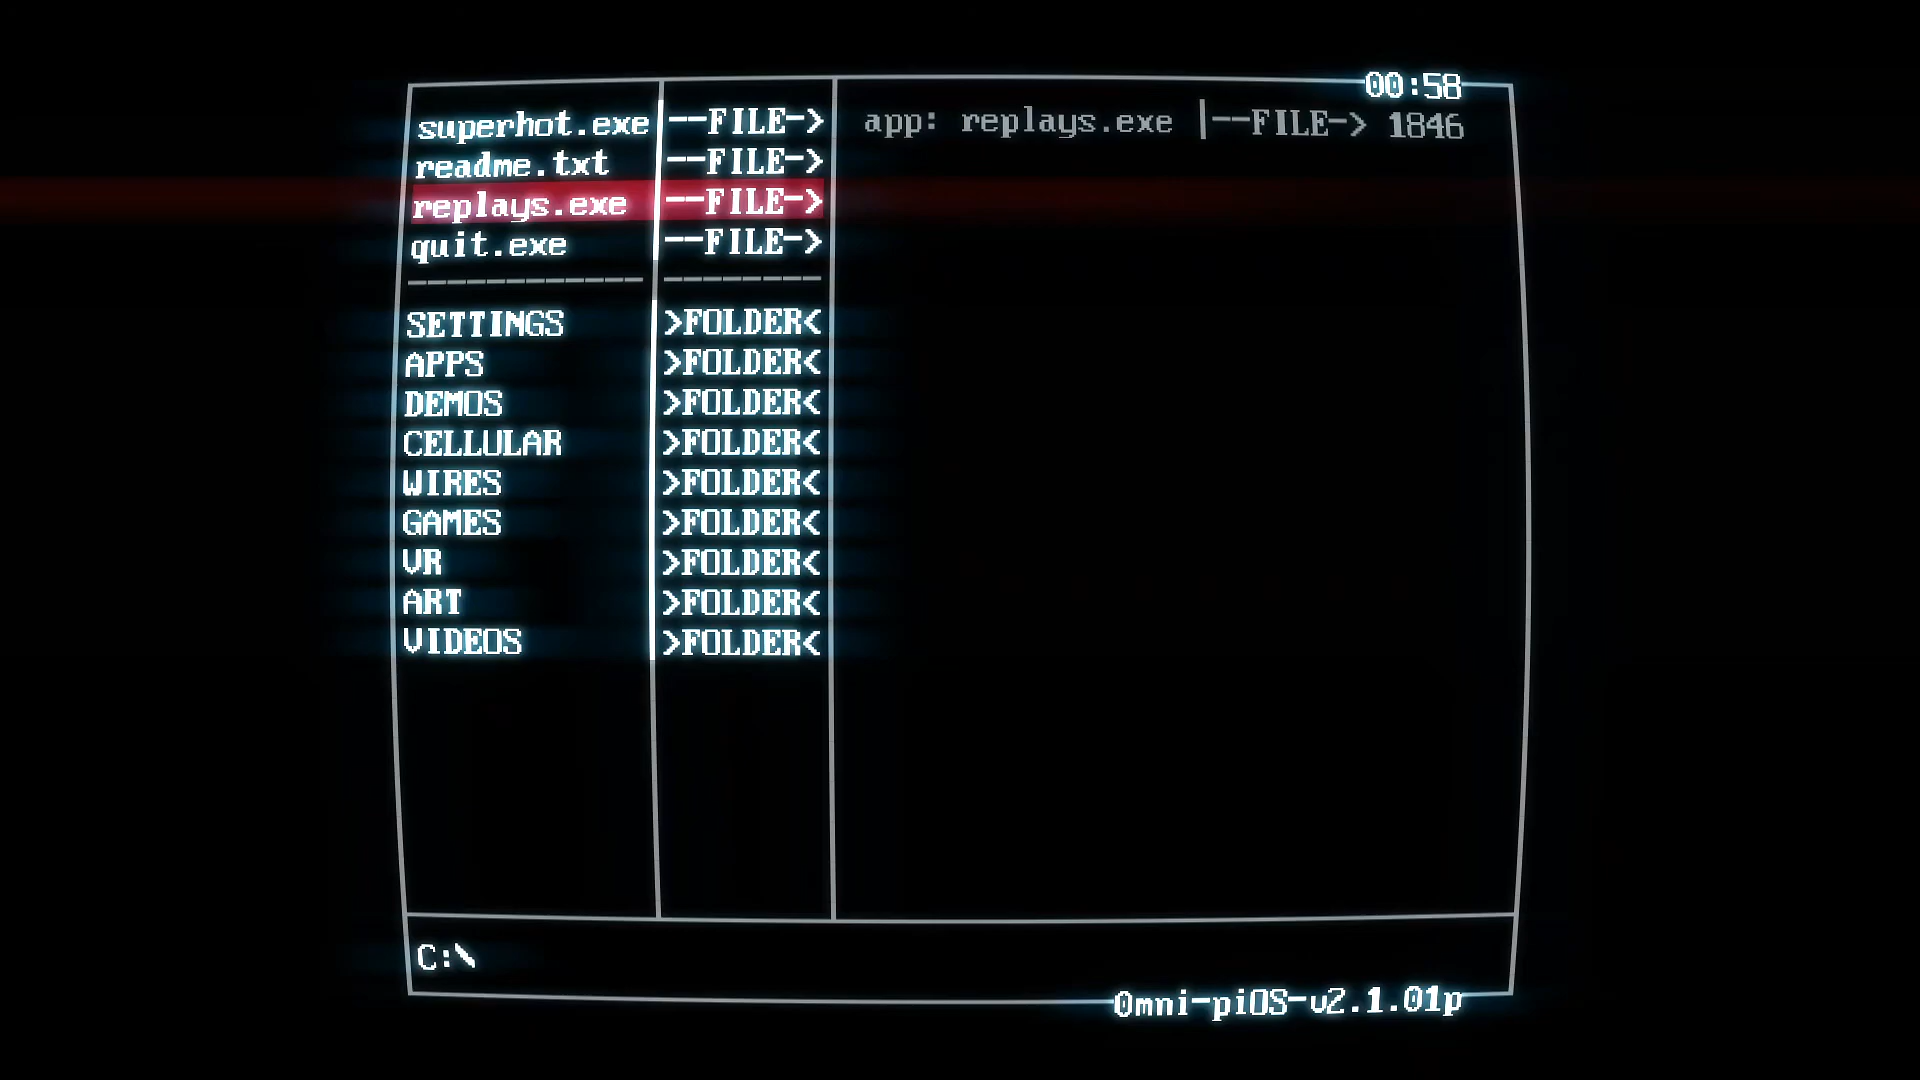 00:58
superhot.exe |--FILE->
readme.txt |--FILE->
replays.exe |--FILE->
quit.exe |--FILE->
------------ --------
SETTINGS |>FOLDER<
APPS |>FOLDER<
DEMOS |>FOLDER<
CELLULAR |>FOLDER<
WIRES |>FOLDER<
GAMES |>FOLDER<
VR |>FOLDER<
ART |>FOLDER<
VIDEOS |>FOLDER<
app: replays.exe |--FILE-> 1846
C:\
Omni-piOS-v2.1.01p